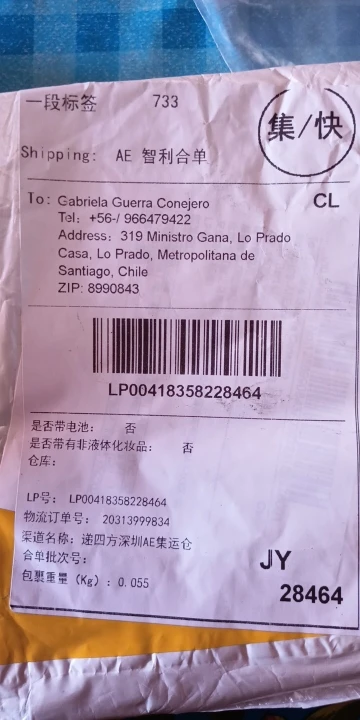 一段标签 733
集/快
Shipping: AE 智利合单
To: Gabriela Guerra Conejero CL
Tel: +56-/ 966479422
Address: 319 Ministro Gana, Lo Prado
Casa, Lo Prado, Metropolitana de
Santiago, Chile
ZIP: 8990843
LP00418358228464
是否带电池: 否
是否带有非液体化妆品: 否
仓库:
LP号: LP00418358228464
物流订单号: 20313999834
渠道名称: 递四方深圳AE集运仓
合单批次号:
JY
包裹重量(Kg): 0.055
28464